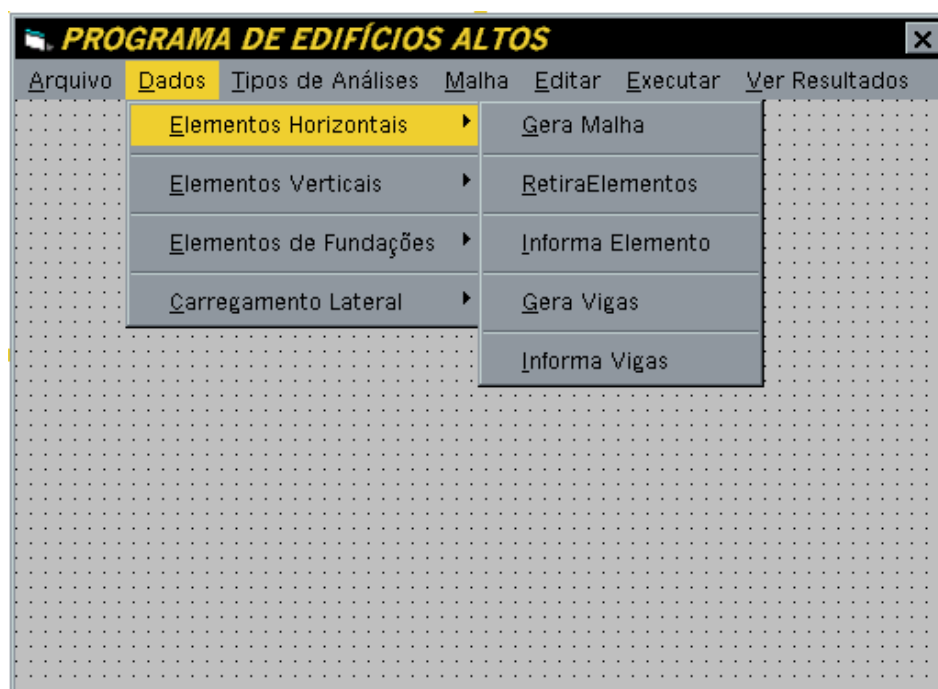 PROGRAMA DE EDIFÍCIOS ALTOS
Arquivo Dados Tipos de Análises Malha Editar Executar Ver Resultados
Elementos Horizontais
Elementos Verticais
Elementos de Fundações
Carregamento Lateral
Gera Malha
RetiraElementos
Informa Elemento
Gera Vigas
Informa Vigas